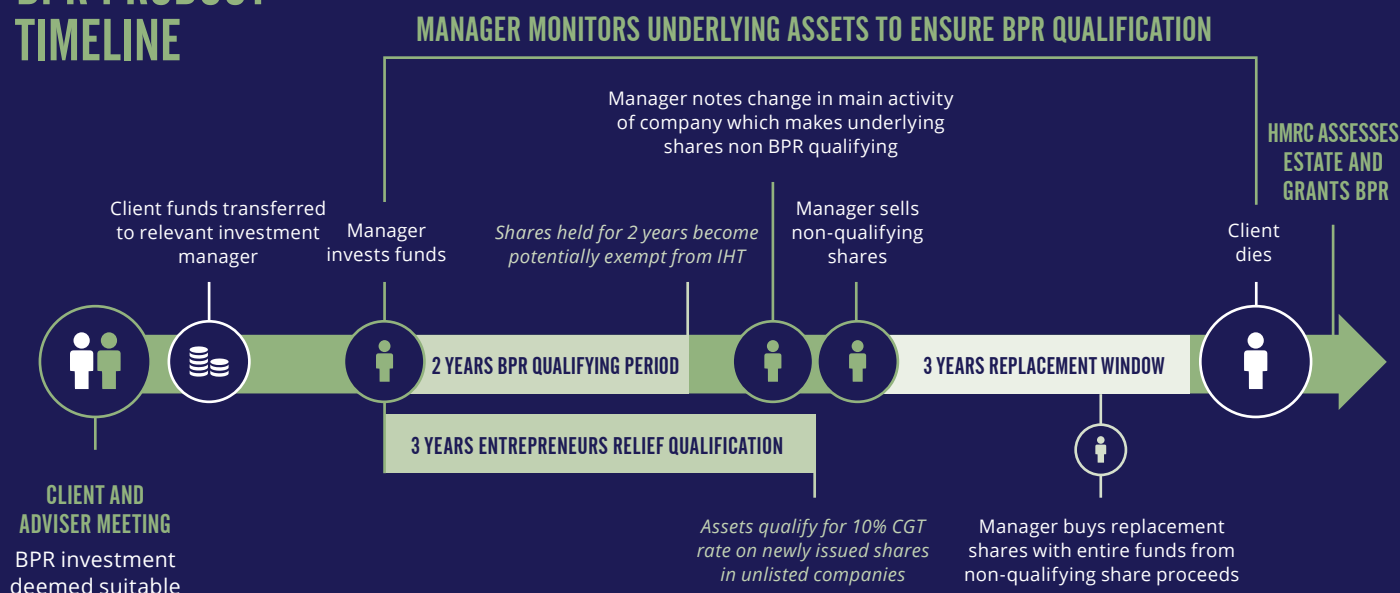 BPR PRODUCT
TIMELINE
MANAGER MONITORS UNDERLYING ASSETS TO ENSURE BPR QUALIFICATION
Manager notes change in main activity
of company which makes underlying
shares non BPR qualifying
HMRC ASSESSES
ESTATE AND
GRANTS BPR
Client funds transferred
to relevant investment
manager
Manager
invests funds
Shares held for 2 years become
potentially exempt from IHT
Manager sells
non-qualifying
shares
Client
dies
2 YEARS BPR QUALIFYING PERIOD
3 YEARS REPLACEMENT WINDOW
3 YEARS ENTREPRENEURS RELIEF QUALIFICATION
CLIENT AND
ADVISER MEETING
BPR investment
deemed suitable
Assets qualify for 10% CGT
rate on newly issued shares
in unlisted companies
Manager buys replacement
shares with entire funds from
non-qualifying share proceeds